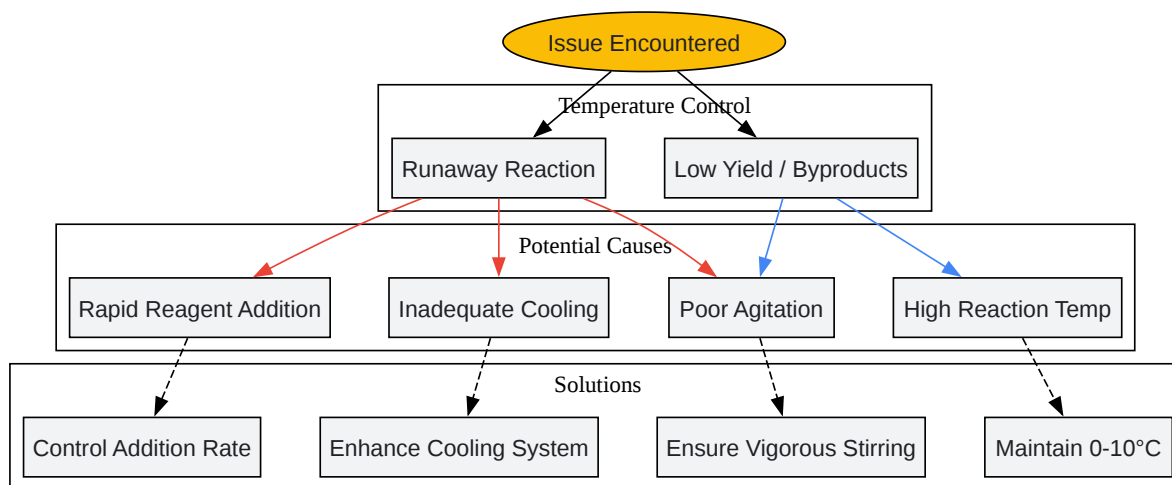 Issue Encountered
Temperature Control
Runaway Reaction
Low Yield / Byproducts
Potential Causes
Rapid Reagent Addition
Inadequate Cooling
Poor Agitation
High Reaction Temp
Solutions
Control Addition Rate
Enhance Cooling System
Ensure Vigorous Stirring
Maintain 0-10°C